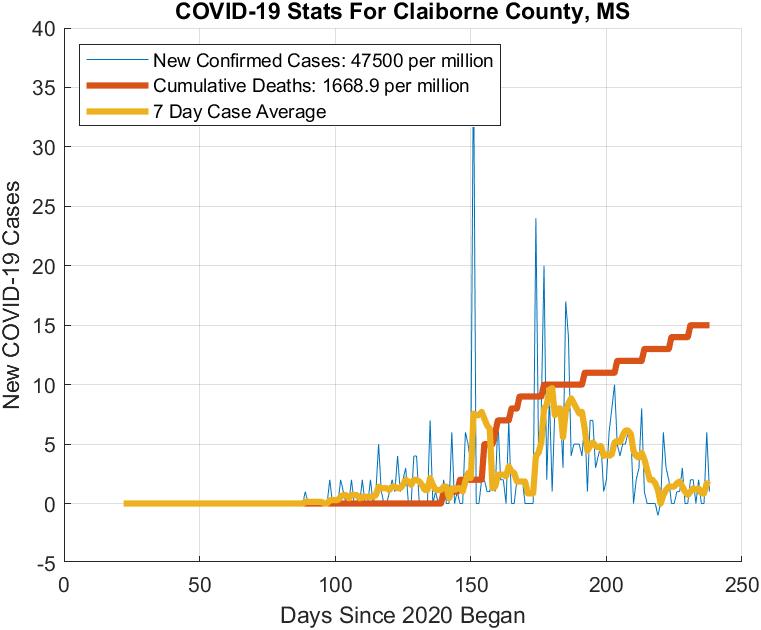 COVID-19 Stats For Claiborne County, MS
New Confirmed Cases: 47500 per million
Cumulative Deaths: 1668.9 per million
7 Day Case Average
40
35
30
25
20
15
10
5
0
-5
New COVID-19 Cases
0 50 100 150 200 250
Days Since 2020 Began